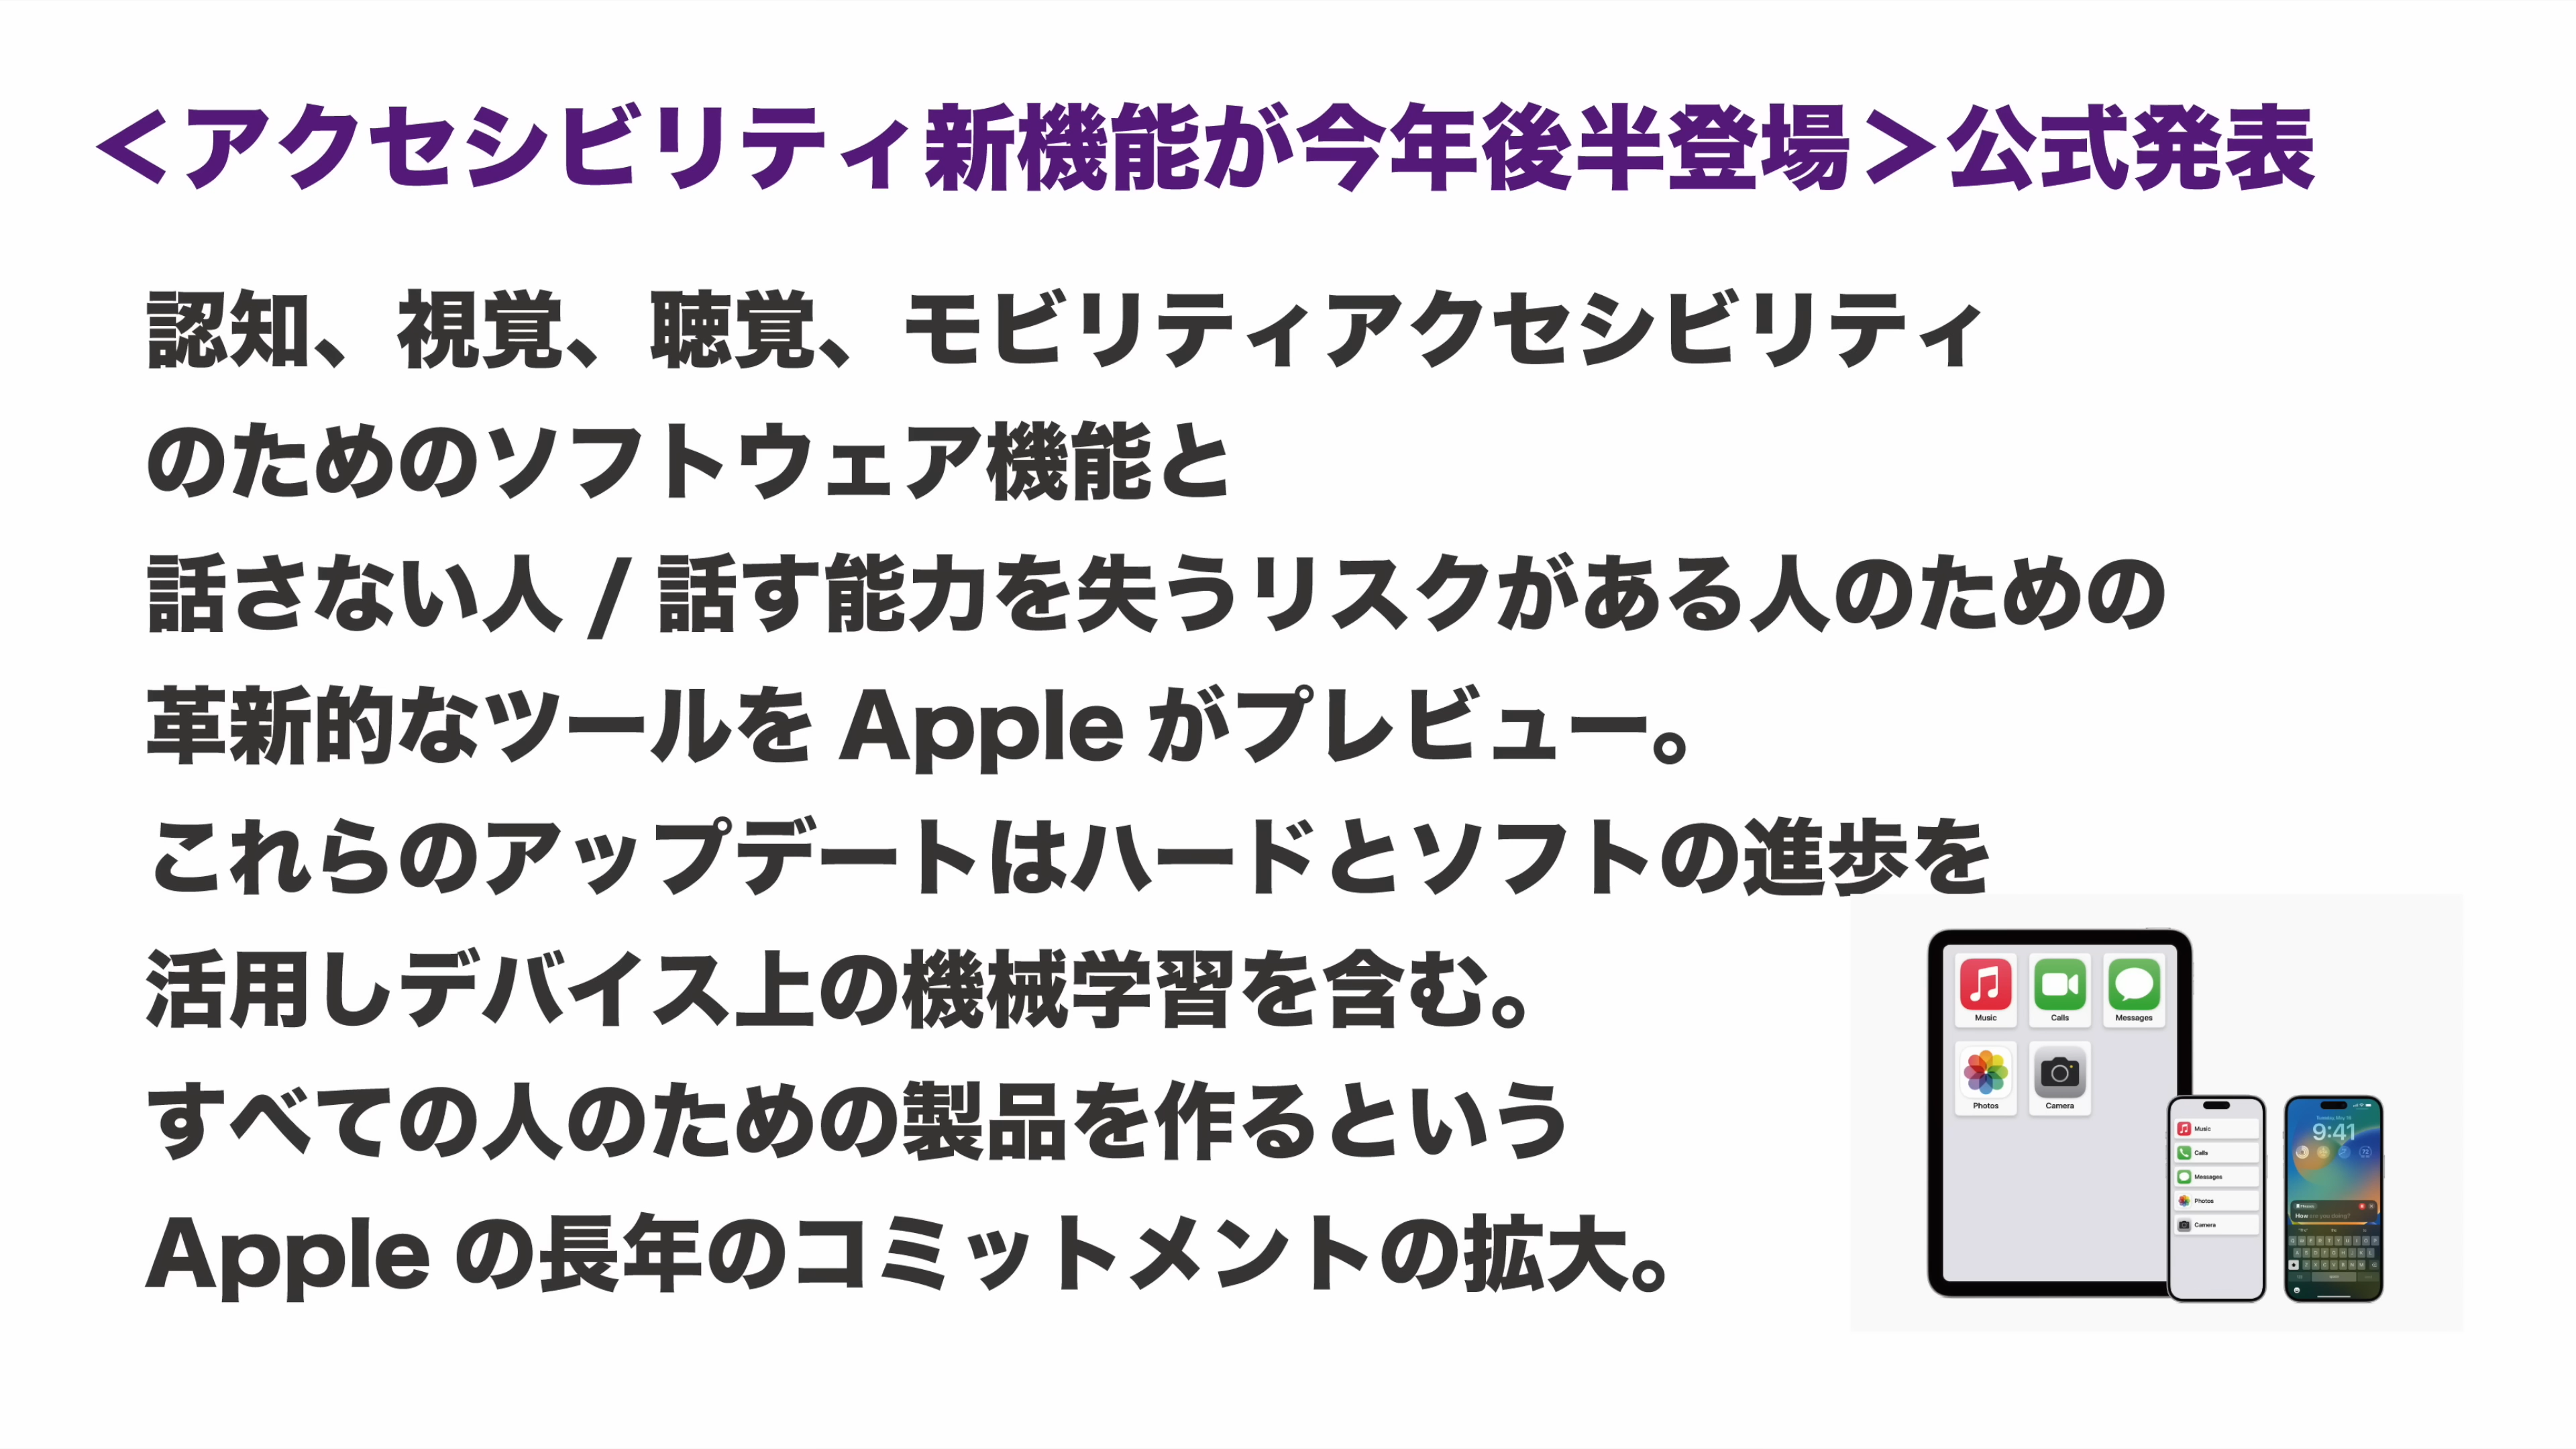 ＜アクセシビリティ新機能が今年後半登場＞公式発表
認知、視覚、聴覚、モビリティアクセシビリティ
のためのソフトウェア機能と
話さない人 / 話す能力を失うリスクがある人のための
革新的なツールを Apple がプレビュー。
これらのアップデートはハードとソフトの進歩を
活用しデバイス上の機械学習を含む。
すべての人のための製品を作るという
Apple の長年のコミットメントの拡大。
Music
Calls
Messages
Photos
Camera
Music
Calls
Messages
Photos
Camera
9:41